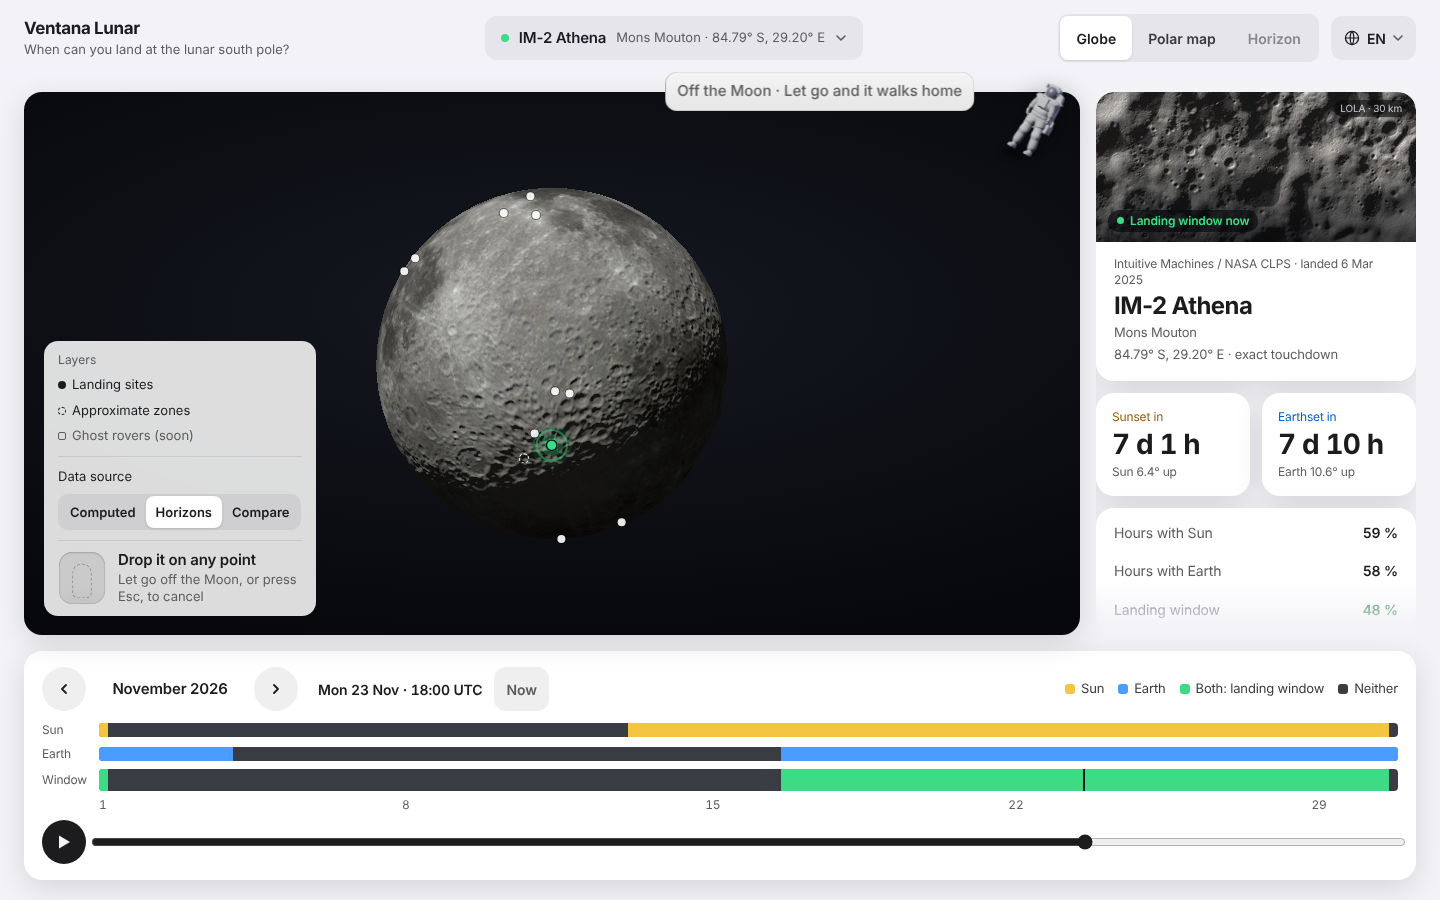 Ventana Lunar
When can you land at the lunar south pole?
IM-2 Athena Mons Mouton · 84.79° S, 29.20° E
Globe Polar map Horizon
EN
Off the Moon · Let go and it walks home
Layers
Landing sites
Approximate zones
Ghost rovers (soon)
Data source
Computed Horizons Compare
Drop it on any point
Let go off the Moon, or press
Esc, to cancel
LOLA · 30 km
Landing window now
Intuitive Machines / NASA CLPS · landed 6 Mar
2025
IM-2 Athena
Mons Mouton
84.79° S, 29.20° E · exact touchdown
Sunset in
7 d 1 h
Sun 6.4° up
Earthset in
7 d 10 h
Earth 10.6° up
Hours with Sun 59 %
Hours with Earth 58 %
Landing window 48 %
November 2026
Mon 23 Nov · 18:00 UTC
Now
Sun Earth Both: landing window Neither
Sun
Earth
Window
1 8 15 22 29